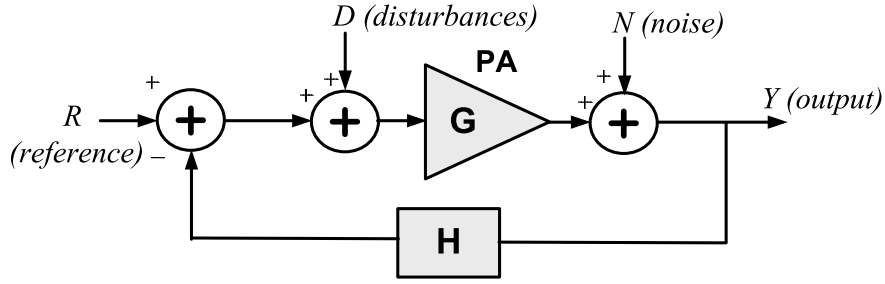 D (disturbances)
N (noise)
PA
+
+
+
+
+
R
(reference)
−
+
+
G
+
Y (output)
H